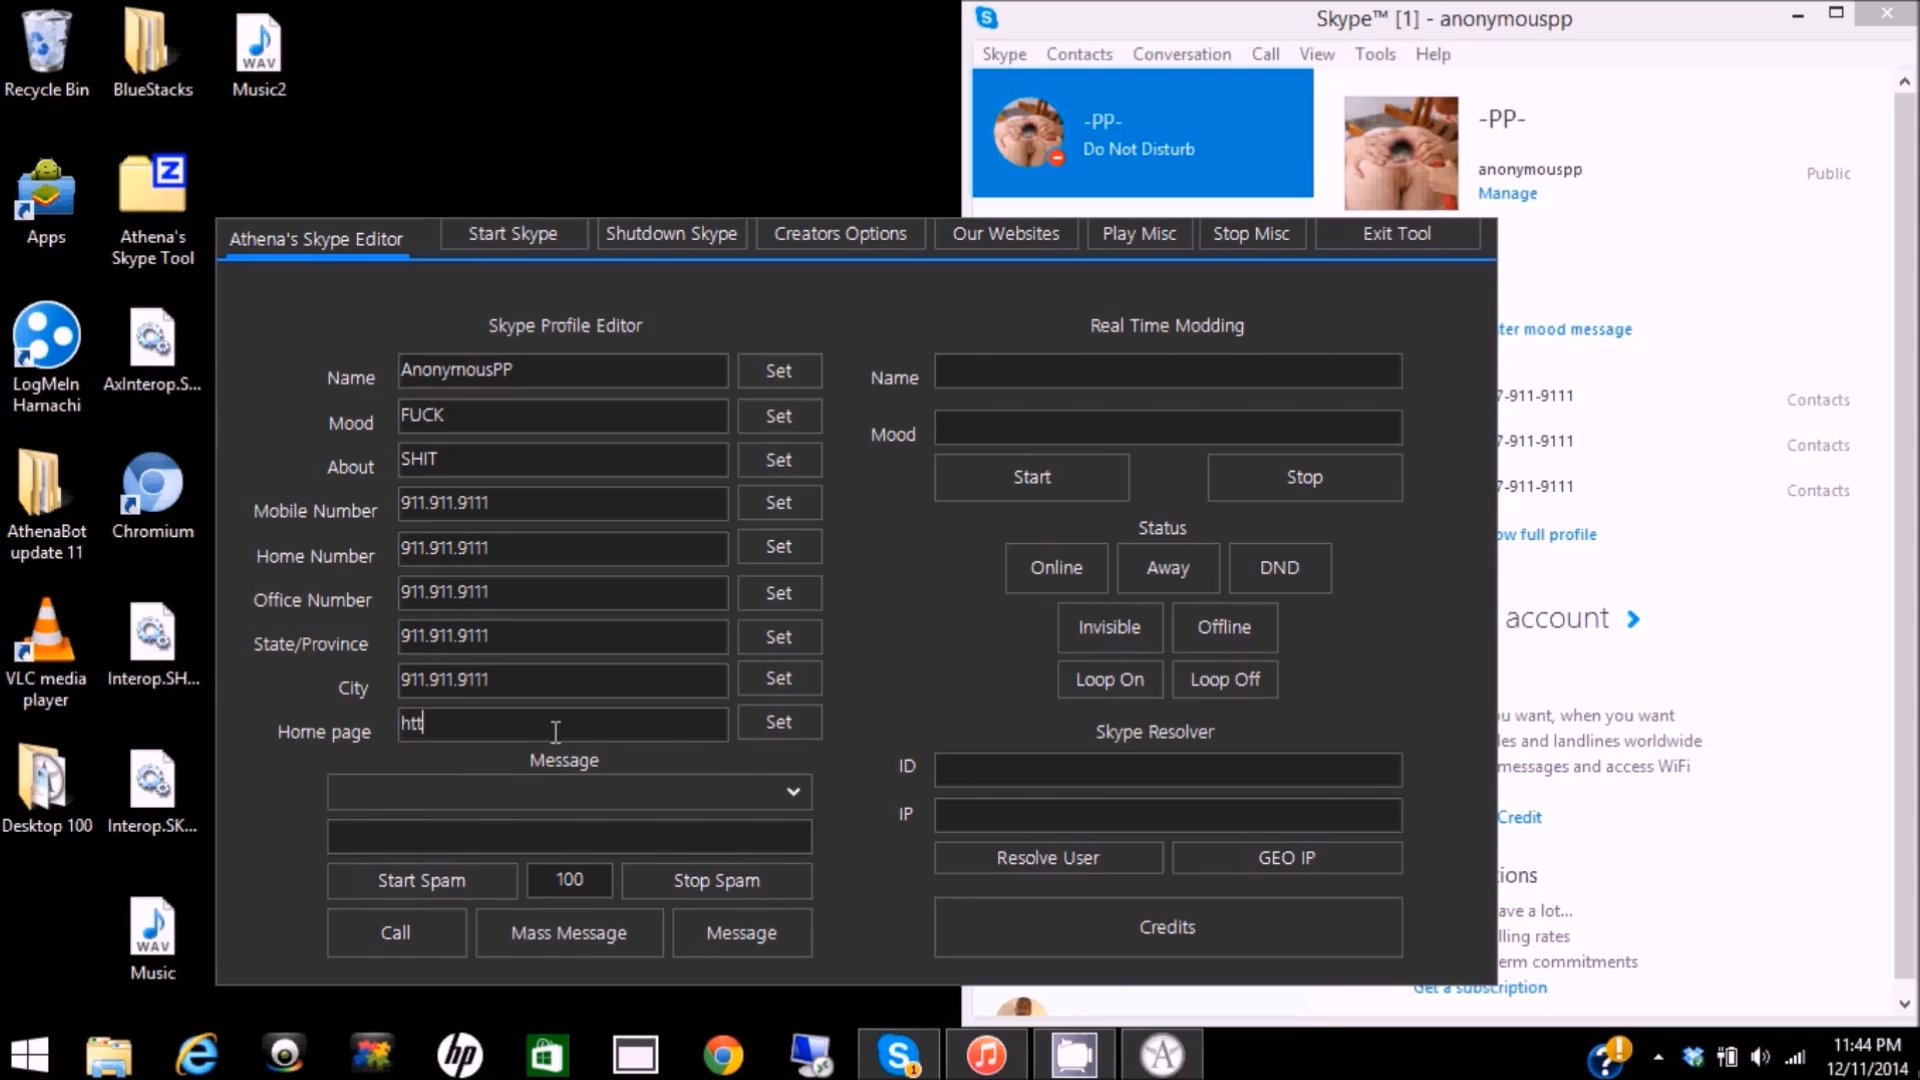 Recycle Bin
BlueStacks
Music2
Apps
Athena's
Skype Tool
LogMeIn
Hamachi
AxInterop.S...
AthenaBot
update 11
Chromium
VLC media
player
Interop.SH...
Desktop 100
Interop.SK...
Music
Skype™ [1] - anonymouspp
Skype
Contacts
Conversation
Call
View
Tools
Help
-PP-
Do Not Disturb
-PP-
anonymouspp
Manage
Public
Athena's Skype Editor
Start Skype
Shutdown Skype
Creators Options
Our Websites
Play Misc
Stop Misc
Exit Tool
Skype Profile Editor
Name
AnonymousPP
Set
Mood
FUCK
Set
About
SHIT
Set
Mobile Number
911.911.9111
Set
Home Number
911.911.9111
Set
Office Number
911.911.9111
Set
State/Province
911.911.9111
Set
City
911.911.9111
Set
Home page
htt
Set
Message
Start Spam
100
Stop Spam
Call
Mass Message
Message
Real Time Modding
Name
Mood
Start
Stop
Status
Online
Away
DND
Invisible
Offline
Loop On
Loop Off
Skype Resolver
ID
IP
Resolve User
GEO IP
Credits
ter mood message
7-911-9111
Contacts
7-911-9111
Contacts
7-911-9111
Contacts
ow full profile
account
u want, when you want
les and landlines worldwide
messages and access WiFi
Credit
tions
ave a lot...
lling rates
erm commitments
Get a subscription
11:44 PM
12/11/2014